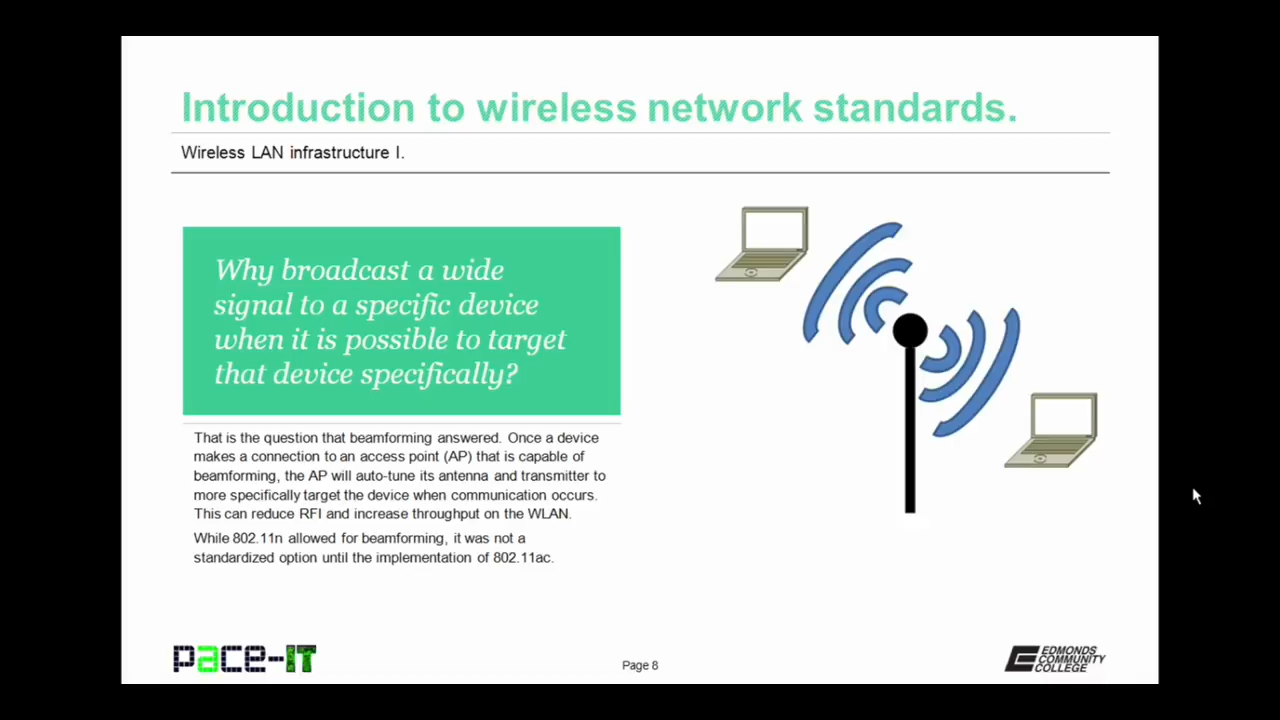 Introduction to wireless network standards.
Wireless LAN infrastructure I.
Why broadcast a wide
signal to a specific device
when it is possible to target
that device specifically?
That is the question that beamforming answered. Once a device
makes a connection to an access point (AP) that is capable of
beamforming, the AP will auto-tune its antenna and transmitter to
more specifically target the device when communication occurs.
This can reduce RFI and increase throughput on the WLAN.
While 802.11n allowed for beamforming, it was not a
standardized option until the implementation of 802.11ac.
pace-IT
Page 8
EDMONDS
COMMUNITY
COLLEGE